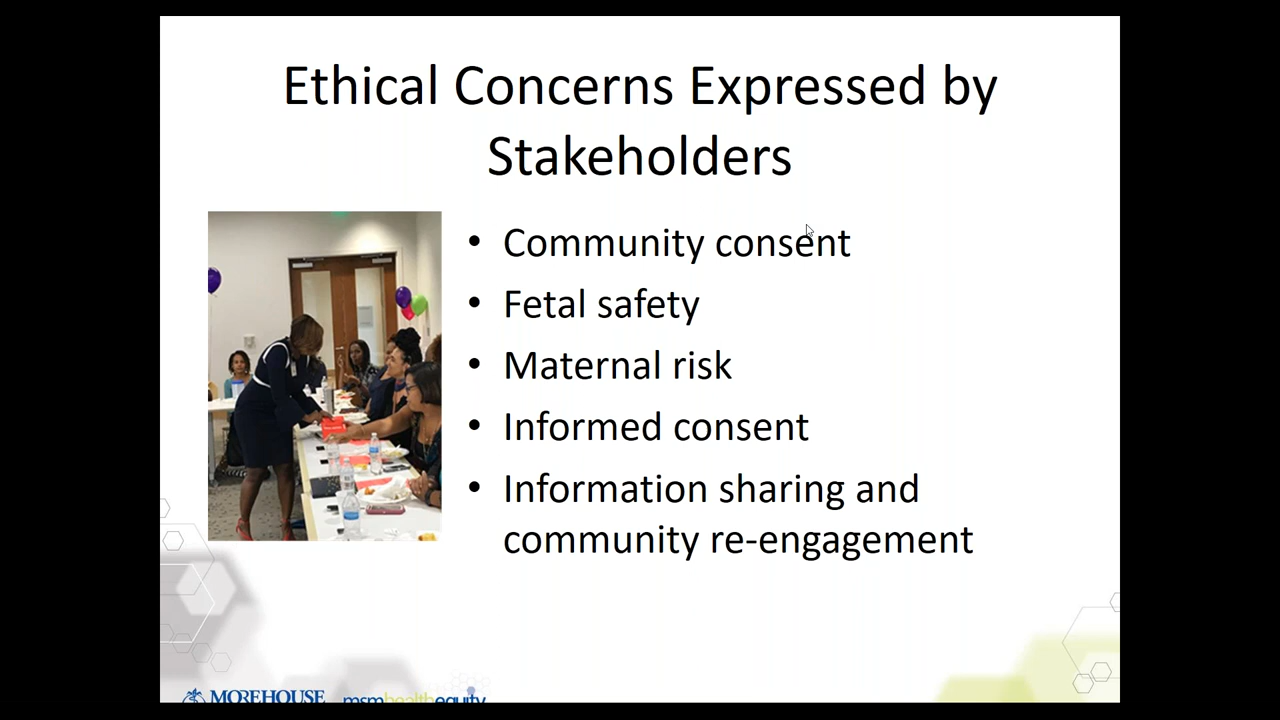 Ethical Concerns Expressed by
Stakeholders
• Community consent
• Fetal safety
• Maternal risk
• Informed consent
• Information sharing and
community re-engagement
MOREHOUSE
msmhealthequity